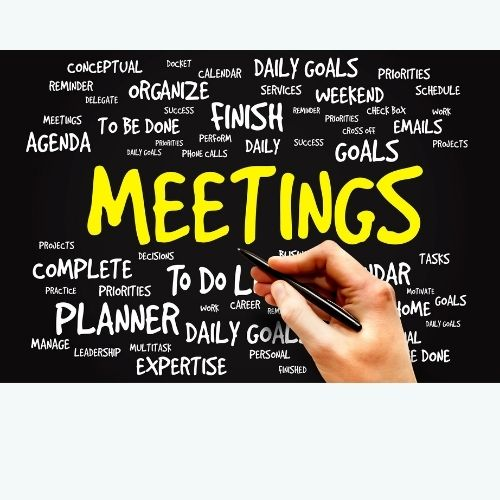 CONCEPTUAL DOCKET CALENDAR DAILY GOALS PRIORITIES
REMINDER DELEGATE ORGANIZE SERVICES WEEKEND SCHEDULE
SUCCESS FINISH REMINDER CHECK BOX WORK
MEETINGS TO BE DONE PRIORITIES EMAILS
AGENDA PRIORITIES PERFORM DAILY SUCCESS CROSS OFF PROJECTS
DAILY GOALS PHONE CALLS GOALS
MEETINGS
PROJECTS DECISIONS
COMPLETE TO DO TASKS
PRACTICE PRIORITIES WORK CAREER MOTIVATE
PLANNER HOME GOALS
DAILY GOALS DAILY GOALS
MANAGE LEADERSHIP MULTITASK PERSONAL DONE
EXPERTISE FINISHED